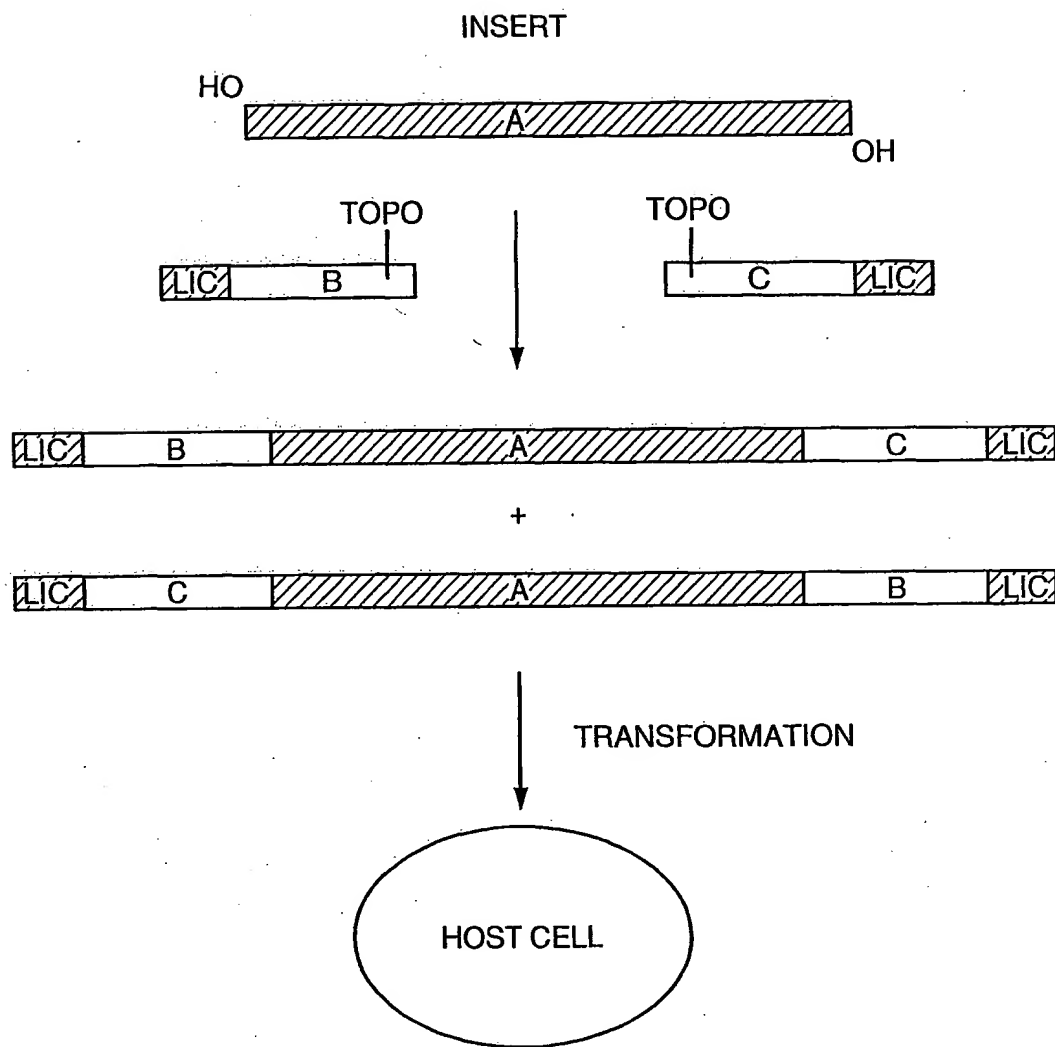 INSERT
HO
A
OH
TOPO TOPO
LIC B C LIC
LIC B A C LIC
+
LIC C A B LIC
TRANSFORMATION
HOST CELL